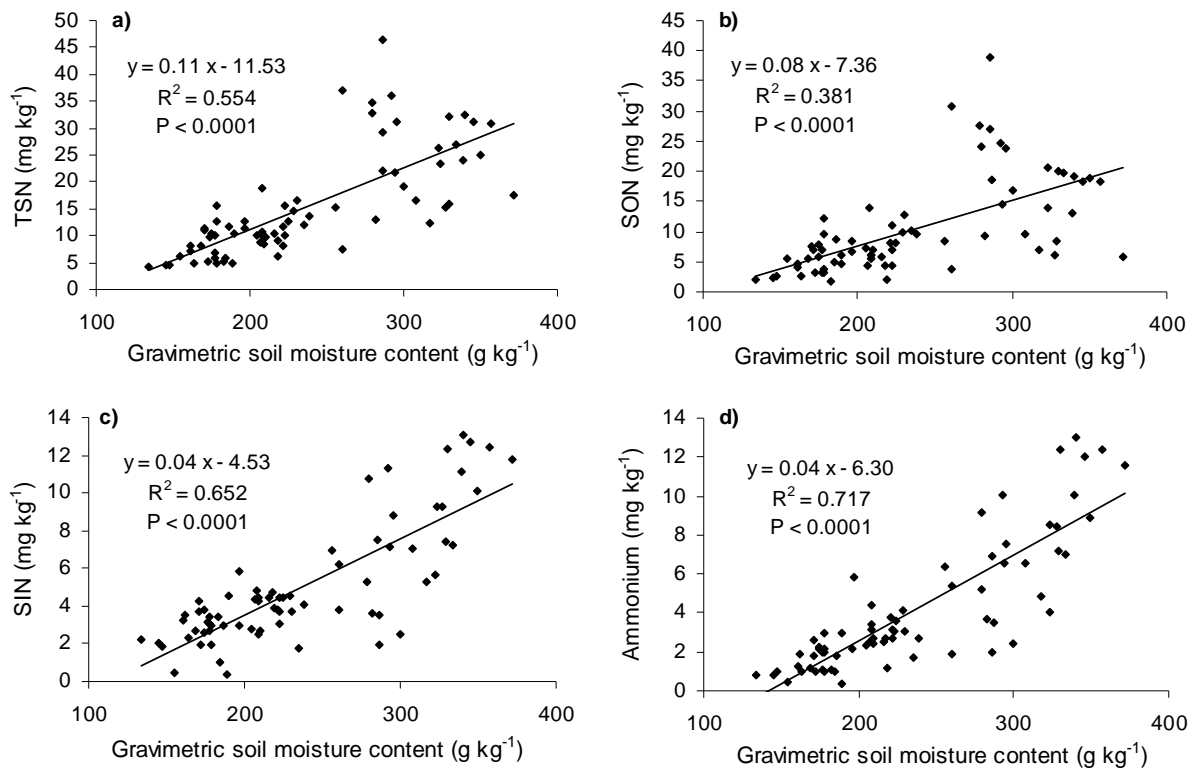 a)
y = 0.11 x - 11.53
R² = 0.554
P < 0.0001
TSN (mg kg⁻¹)
50
45
40
35
30
25
20
15
10
5
0
100 200 300 400
Gravimetric soil moisture content (g kg⁻¹)
b)
y = 0.08 x - 7.36
R² = 0.381
P < 0.0001
SON (mg kg⁻¹)
45
40
35
30
25
20
15
10
5
0
100 200 300 400
Gravimetric soil moisture content (g kg⁻¹)
c)
y = 0.04 x - 4.53
R² = 0.652
P < 0.0001
SIN (mg kg⁻¹)
14
12
10
8
6
4
2
0
100 200 300 400
Gravimetric soil moisture content (g kg⁻¹)
d)
y = 0.04 x - 6.30
R² = 0.717
P < 0.0001
Ammonium (mg kg⁻¹)
14
12
10
8
6
4
2
0
100 200 300 400
Gravimetric soil moisture content (g kg⁻¹)